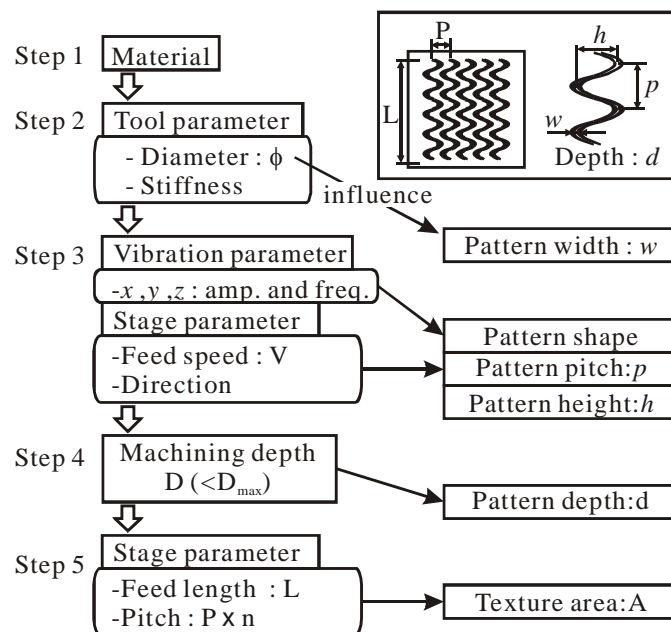 Step 1
Material
Step 2
Tool parameter
- Diameter : ϕ
- Stiffness
influence
Pattern width : w
Step 3
Vibration parameter
-x ,y ,z : amp. and freq.
Stage parameter
-Feed speed : V
-Direction
Pattern shape
Pattern pitch:p
Pattern height:h
Step 4
Machining depth
D (<Dmax)
Pattern depth:d
Step 5
Stage parameter
-Feed length : L
-Pitch : P x n
Texture area:A
P
L
h
p
w
Depth : d